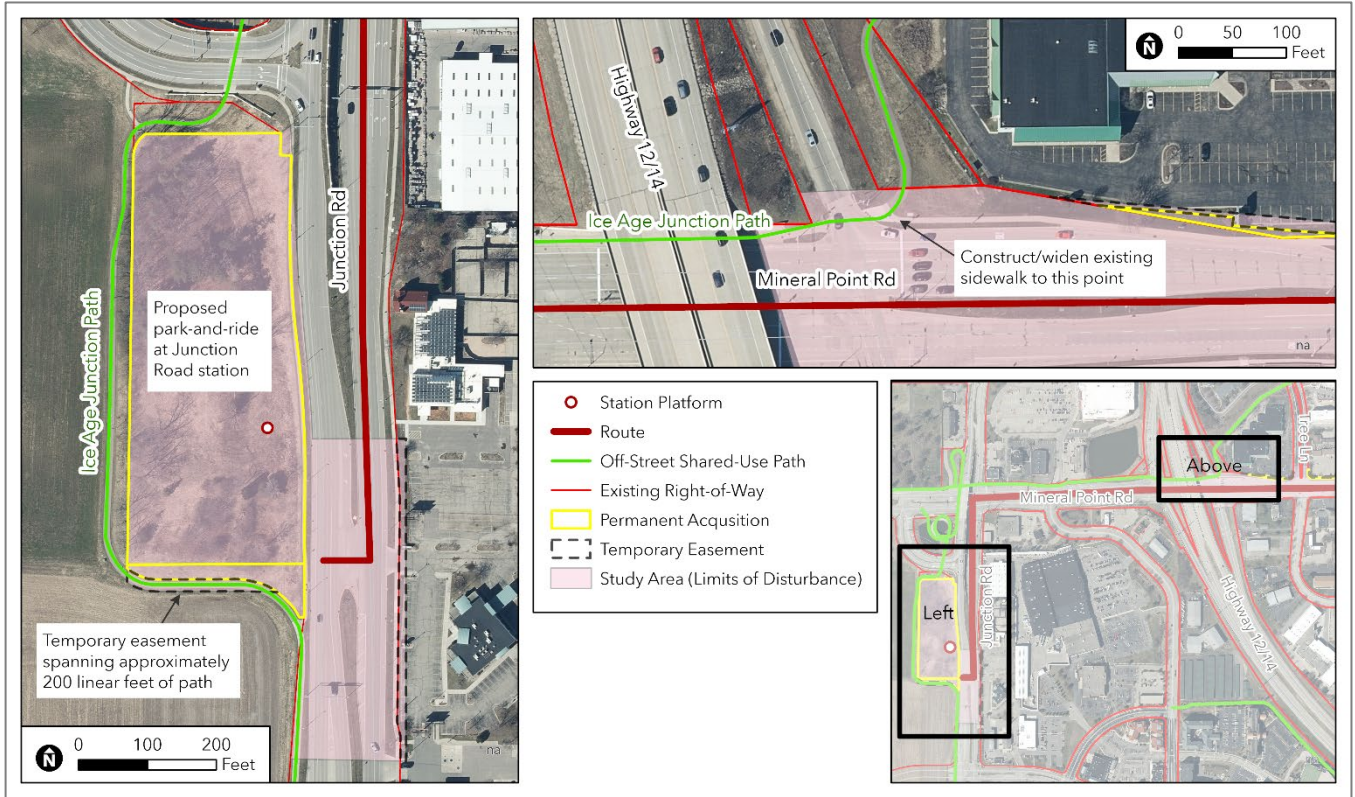 Ice Age Junction Path
Proposed
park-and-ride
at Junction
Road station
Junction Rd
Temporary easement
spanning approximately
200 linear feet of path
N
0 100 200
Feet
na
Highway 12/14
N
0 50 100
Feet
Ice Age Junction Path
Construct/widen existing
sidewalk to this point
Mineral Point Rd
na
Station Platform
Route
Off-Street Shared-Use Path
Existing Right-of-Way
Permanent Acqusition
Temporary Easement
Study Area (Limits of Disturbance)
Above
Tree Ln
Mineral Point Rd
Left
Junction Rd
Highway 12/14
na